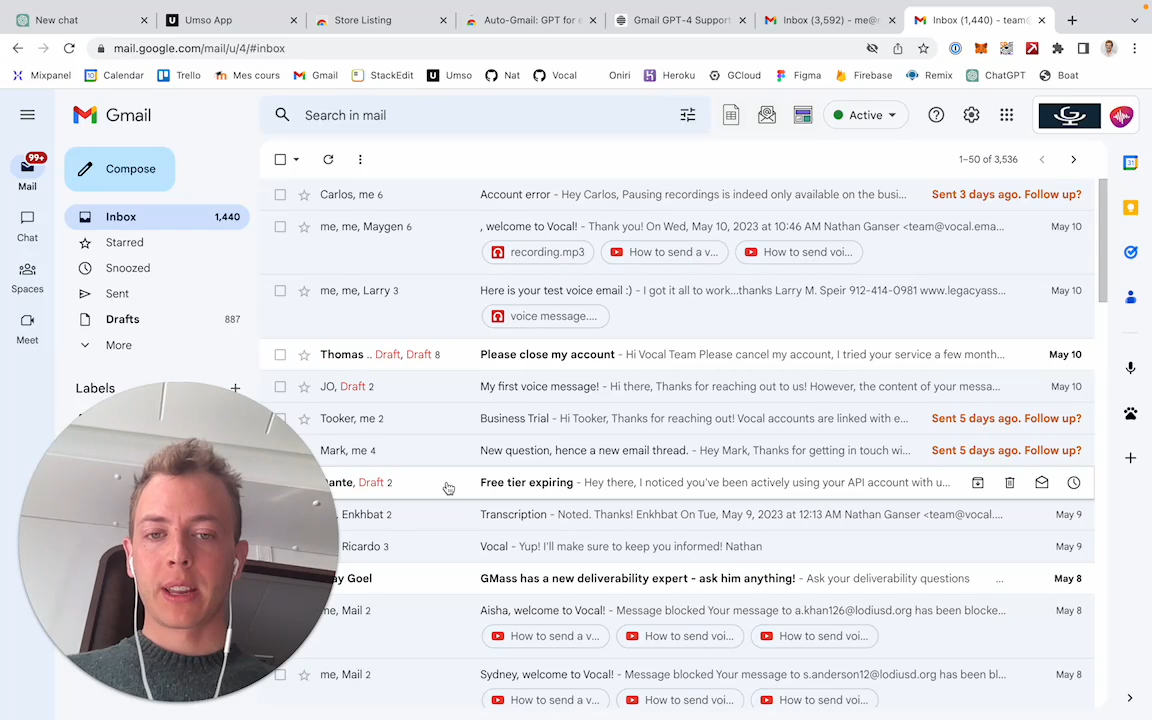 New chat
Umso App
Store Listing
Auto-Gmail: GPT for e
Gmail GPT-4 Support
Inbox (3,592) - me@r
Inbox (1,440) - team@
mail.google.com/mail/u/4/#inbox
Mixpanel
Calendar
Trello
Mes cours
Gmail
StackEdit
Umso
Nat
Vocal
Oniri
Heroku
GCloud
Figma
Firebase
Remix
ChatGPT
Boat
Gmail
Search in mail
Active
99+
Mail
Chat
Spaces
Meet
Compose
Inbox 1,440
Starred
Snoozed
Sent
Drafts 887
More
Labels
1–50 of 3,536
31
Carlos, me 6 Account error - Hey Carlos, Pausing recordings is indeed only available on the busi... Sent 3 days ago. Follow up?
me, me, Maygen 6 , welcome to Vocal! - Thank you! On Wed, May 10, 2023 at 10:46 AM Nathan Ganser <team@vocal.ema... May 10
recording.mp3 How to send a v... How to send voi...
me, me, Larry 3 Here is your test voice email :) - I got it all to work...thanks Larry M. Speir 912-414-0981 www.legacyass... May 10
voice message....
Thomas .. Draft, Draft 8 Please close my account - Hi Vocal Team Please cancel my account, I tried your service a few month... May 10
JO, Draft 2 My first voice message! - Hi there, Thanks for reaching out to us! However, the content of your messa... May 10
Tooker, me 2 Business Trial - Hi Tooker, Thanks for reaching out! Vocal accounts are linked with e... Sent 5 days ago. Follow up?
Mark, me 4 New question, hence a new email thread. - Hey Mark, Thanks for getting in touch wi... Sent 5 days ago. Follow up?
ante, Draft 2 Free tier expiring - Hey there, I noticed you've been actively using your API account with u...
, Enkhbat 2 Transcription - Noted. Thanks! Enkhbat On Tue, May 9, 2023 at 12:13 AM Nathan Ganser <team@vocal.... May 9
, Ricardo 3 Vocal - Yup! I'll make sure to keep you informed! Nathan May 9
ay Goel GMass has a new deliverability expert - ask him anything! - Ask your deliverability questions ... May 8
me, Mail 2 Aisha, welcome to Vocal! - Message blocked Your message to a.khan126@lodiusd.org has been blocke... May 8
How to send a v... How to send voi... How to send voi...
me, Mail 2 Sydney, welcome to Vocal! - Message blocked Your message to s.anderson12@lodiusd.org has been bl... May 8
How to send a v... How to send voi... How to send voi...